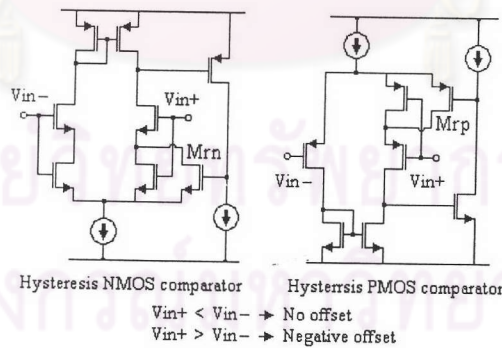 Vin-
Vin+
Mrn
Mrp
Vin-
Vin+
Hysteresis NMOS comparator
Hysterrsis PMOS comparator
Vin+ < Vin- → No offset
Vin+ > Vin- → Negative offset